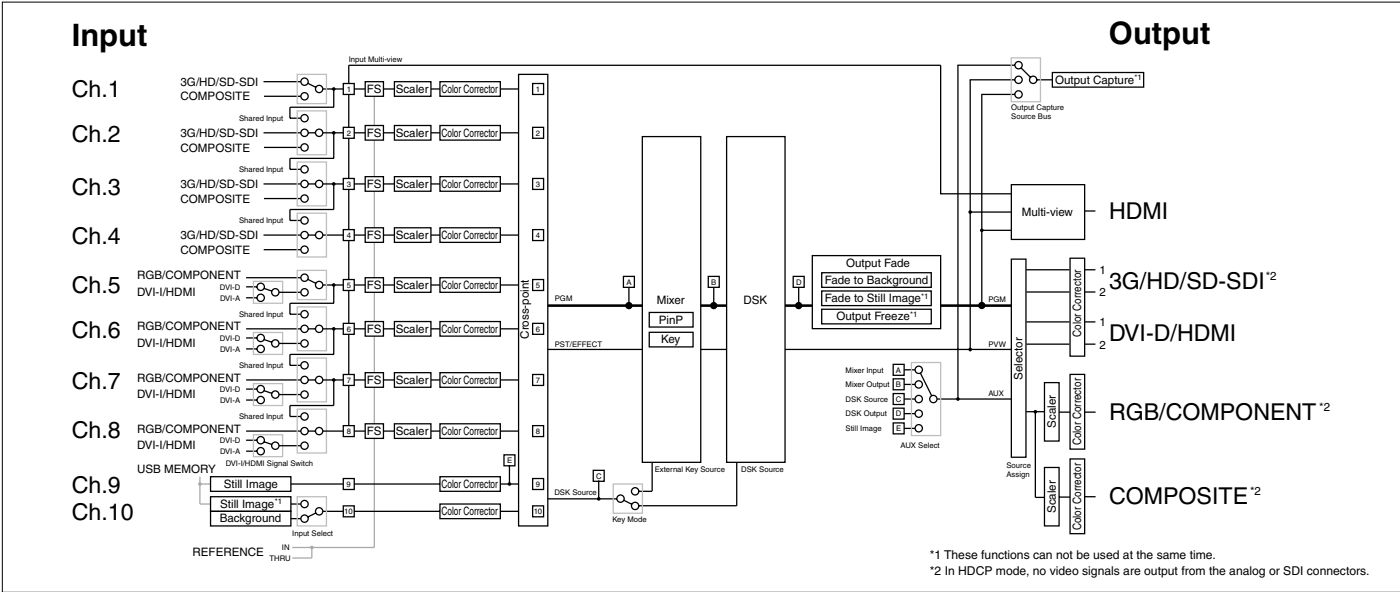 Input
Output
Input Multi-view
Ch.1
3G/HD/SD-SDI
COMPOSITE
1
FS
Scaler
Color Corrector
1
Shared Input
Ch.2
3G/HD/SD-SDI
COMPOSITE
2
FS
Scaler
Color Corrector
2
Shared Input
Ch.3
3G/HD/SD-SDI
COMPOSITE
3
FS
Scaler
Color Corrector
3
Shared Input
Ch.4
3G/HD/SD-SDI
COMPOSITE
4
FS
Scaler
Color Corrector
4
Ch.5
RGB/COMPONENT
DVI-I/HDMI
DVI-D
DVI-A
5
FS
Scaler
Color Corrector
5
Shared Input
Ch.6
RGB/COMPONENT
DVI-I/HDMI
DVI-D
DVI-A
6
FS
Scaler
Color Corrector
6
Shared Input
Ch.7
RGB/COMPONENT
DVI-I/HDMI
DVI-D
DVI-A
7
FS
Scaler
Color Corrector
7
Shared Input
Ch.8
RGB/COMPONENT
DVI-I/HDMI
DVI-D
DVI-A
DVI-I/HDMI Signal Switch
8
FS
Scaler
Color Corrector
8
USB MEMORY
Ch.9
Still Image
9
Color Corrector
E
9
Ch.10
Still Image*1
Background
Input Select
10
Color Corrector
10
REFERENCE
IN
THRU
Cross-point
PGM
PST/EFFECT
DSK Source
A
Mixer
PinP
Key
External Key Source
B
DSK
DSK Source
C
Key Mode
D
Output Fade
Fade to Background
Fade to Still Image*1
Output Freeze*1
Mixer Input
A
Mixer Output
B
DSK Source
C
DSK Output
D
Still Image
E
AUX Select
PGM
PVW
AUX
Selector
Source
Assign
Output Capture*1
Output Capture
Source Bus
Multi-view
HDMI
Color Corrector
1
2
3G/HD/SD-SDI*2
1
2
DVI-D/HDMI
Scaler
Color Corrector
RGB/COMPONENT*2
Scaler
Color Corrector
COMPOSITE*2
*1 These functions can not be used at the same time.
*2 In HDCP mode, no video signals are output from the analog or SDI connectors.